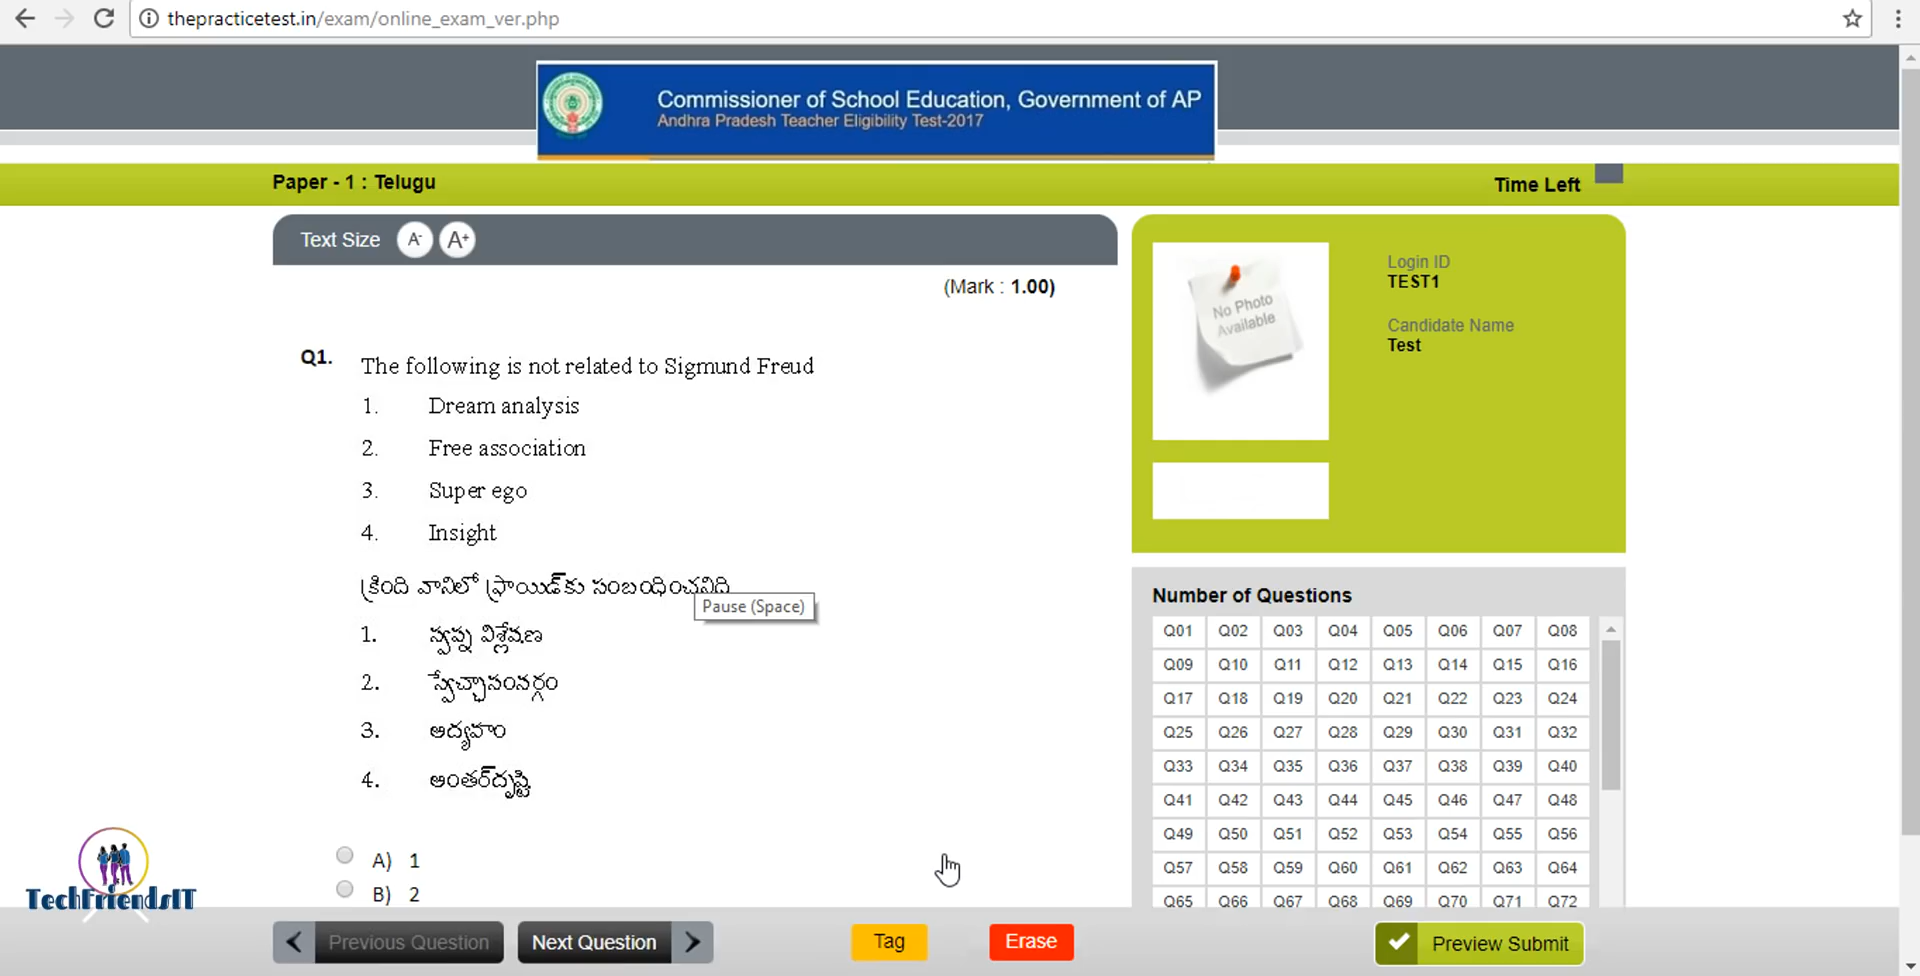 thepracticetest.in/exam/online_exam_ver.php
Commissioner of School Education, Government of AP
Andhra Pradesh Teacher Eligibility Test-2017
Paper - 1 : Telugu
Time Left
Text Size A- A+
(Mark : 1.00)
Q1. The following is not related to Sigmund Freud
1. Dream analysis
2. Free association
3. Super ego
4. Insight
క్రింది వానిలో ఫ్రాయిడ్‌కు సంబంధించనిది
Pause (Space)
1. స్వప్న విశ్లేషణ
2. స్వేచ్ఛాసంసర్గం
3. అధ్యహం
4. అంతర్‌దృష్టి
A) 1
B) 2
TechFriendsIT
Previous Question
Next Question
Tag
Erase
No Photo
Available
Login ID
TEST1
Candidate Name
Test
Number of Questions
Q01 Q02 Q03 Q04 Q05 Q06 Q07 Q08
Q09 Q10 Q11 Q12 Q13 Q14 Q15 Q16
Q17 Q18 Q19 Q20 Q21 Q22 Q23 Q24
Q25 Q26 Q27 Q28 Q29 Q30 Q31 Q32
Q33 Q34 Q35 Q36 Q37 Q38 Q39 Q40
Q41 Q42 Q43 Q44 Q45 Q46 Q47 Q48
Q49 Q50 Q51 Q52 Q53 Q54 Q55 Q56
Q57 Q58 Q59 Q60 Q61 Q62 Q63 Q64
Q65 Q66 Q67 Q68 Q69 Q70 Q71 Q72
Preview Submit